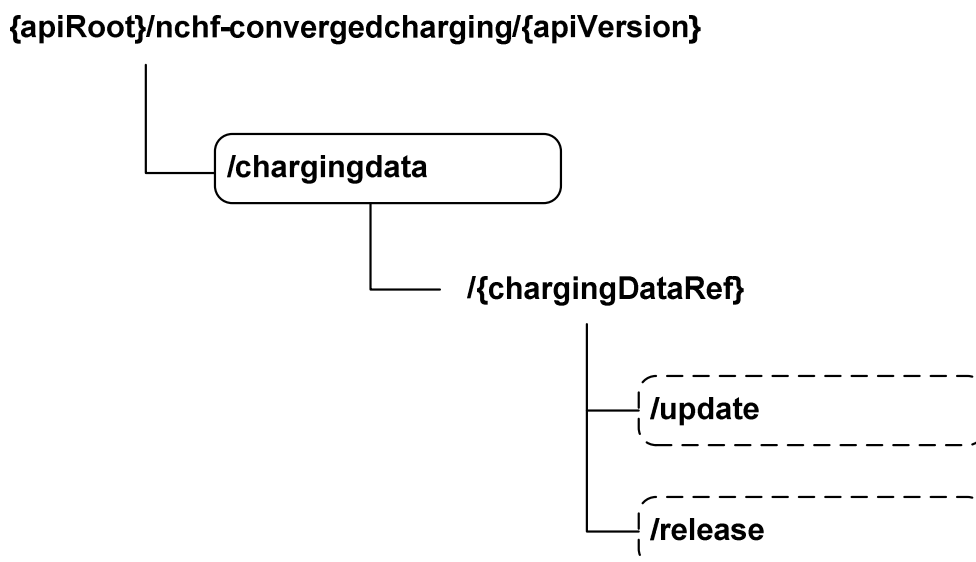 {apiRoot}/nchf-convergedcharging/{apiVersion}
/chargingdata
/{chargingDataRef}
/update
/release